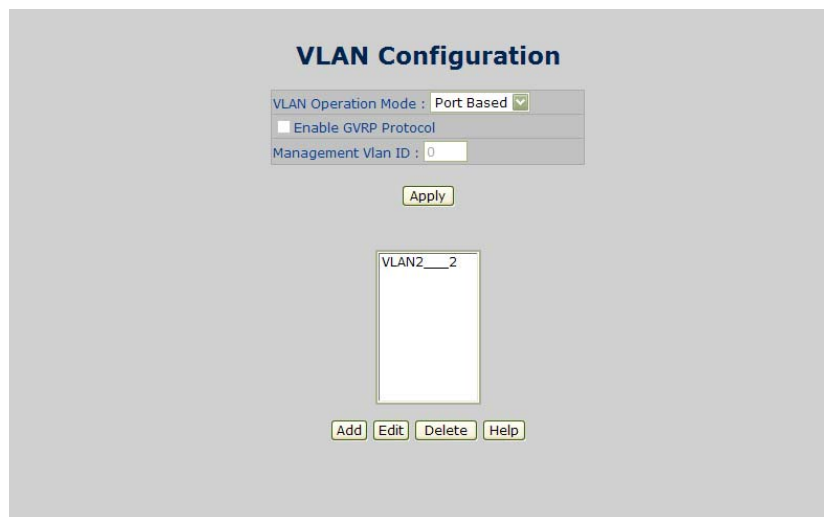 VLAN Configuration
VLAN Operation Mode : Port Based
Enable GVRP Protocol
Management Vlan ID : 0
Apply
VLAN2___2
Add Edit Delete Help